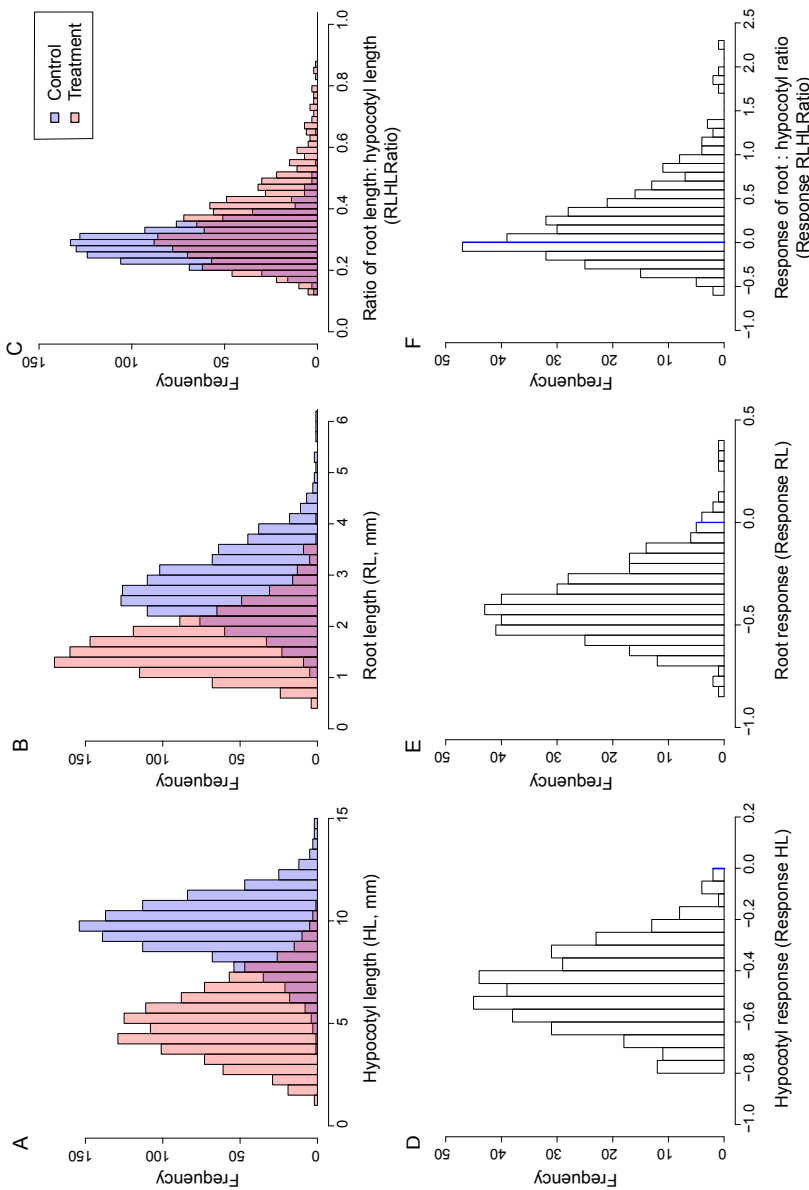 A
Frequency
0 50 100 150
0 5 10 15
Hypocotyl length (HL, mm)
B
Frequency
0 50 100 150
0 1 2 3 4 5 6
Root length (RL, mm)
C
Control
Treatment
Frequency
0 50 100 150
0.0 0.2 0.4 0.6 0.8 1.0
Ratio of root length: hypocotyl length
(RLHLRatio)
D
Frequency
0 10 20 30 40 50
−1.0 −0.8 −0.6 −0.4 −0.2 0.0 0.2
Hypocotyl response (Response HL)
E
Frequency
0 10 20 30 40 50
−1.0 −0.5 0.0 0.5
Root response (Response RL)
F
Frequency
0 10 20 30 40 50
−1.0 −0.5 0.0 0.5 1.0 1.5 2.0 2.5
Response of root : hypocotyl ratio
(Response RLHLRatio)